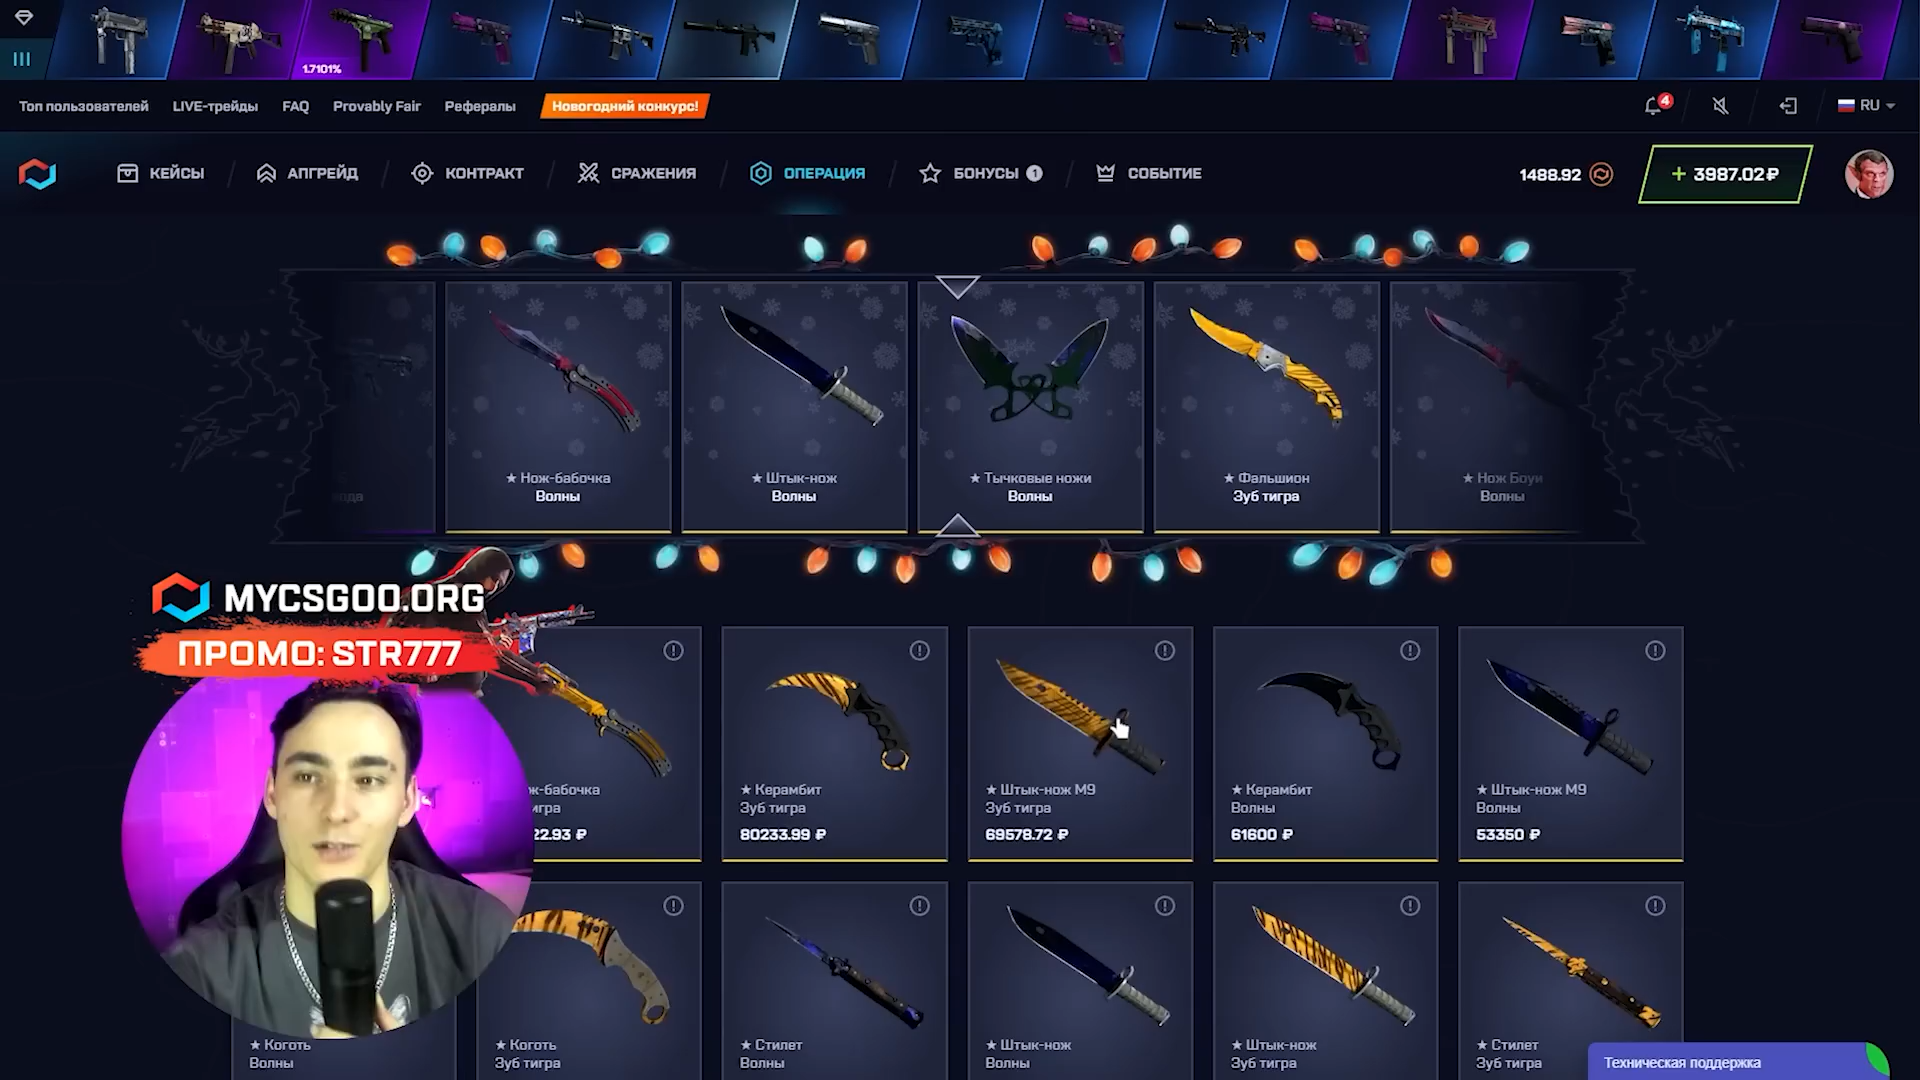 1.7101%
Топ пользователей
LIVE-трейды
FAQ
Provably Fair
Рефералы
Новогодний конкурс!
4
RU
КЕЙСЫ
АПГРЕЙД
КОНТРАКТ
СРАЖЕНИЯ
ОПЕРАЦИЯ
БОНУСЫ 1
СОБЫТИЕ
1488.92
+ 3987.02 ₽
★ Нож-бабочка
Волны
★ Штык-нож
Волны
★ Тычковые ножи
Волны
★ Фальшион
Зуб тигра
★ Нож Боуи
Волны
MYCSGOO.ORG
ПРОМО: STR777
22.93 ₽
★ Керамбит
Зуб тигра
80233.99 ₽
★ Штык-нож M9
Зуб тигра
69578.72 ₽
★ Керамбит
Волны
61600 ₽
★ Штык-нож M9
Волны
53350 ₽
★ Коготь
Волны
★ Коготь
Зуб тигра
★ Стилет
Волны
★ Штык-нож
Волны
★ Штык-нож
Зуб тигра
★ Стилет
Зуб тигра
Техническая поддержка